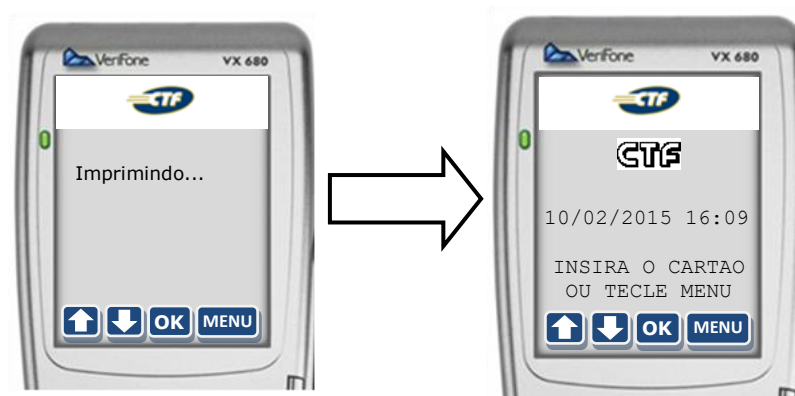 VeriFone VX 680
CTF
Imprimindo...
OK MENU
VeriFone VX 680
CTF
CTF
10/02/2015 16:09
INSIRA O CARTAO
OU TECLE MENU
OK MENU